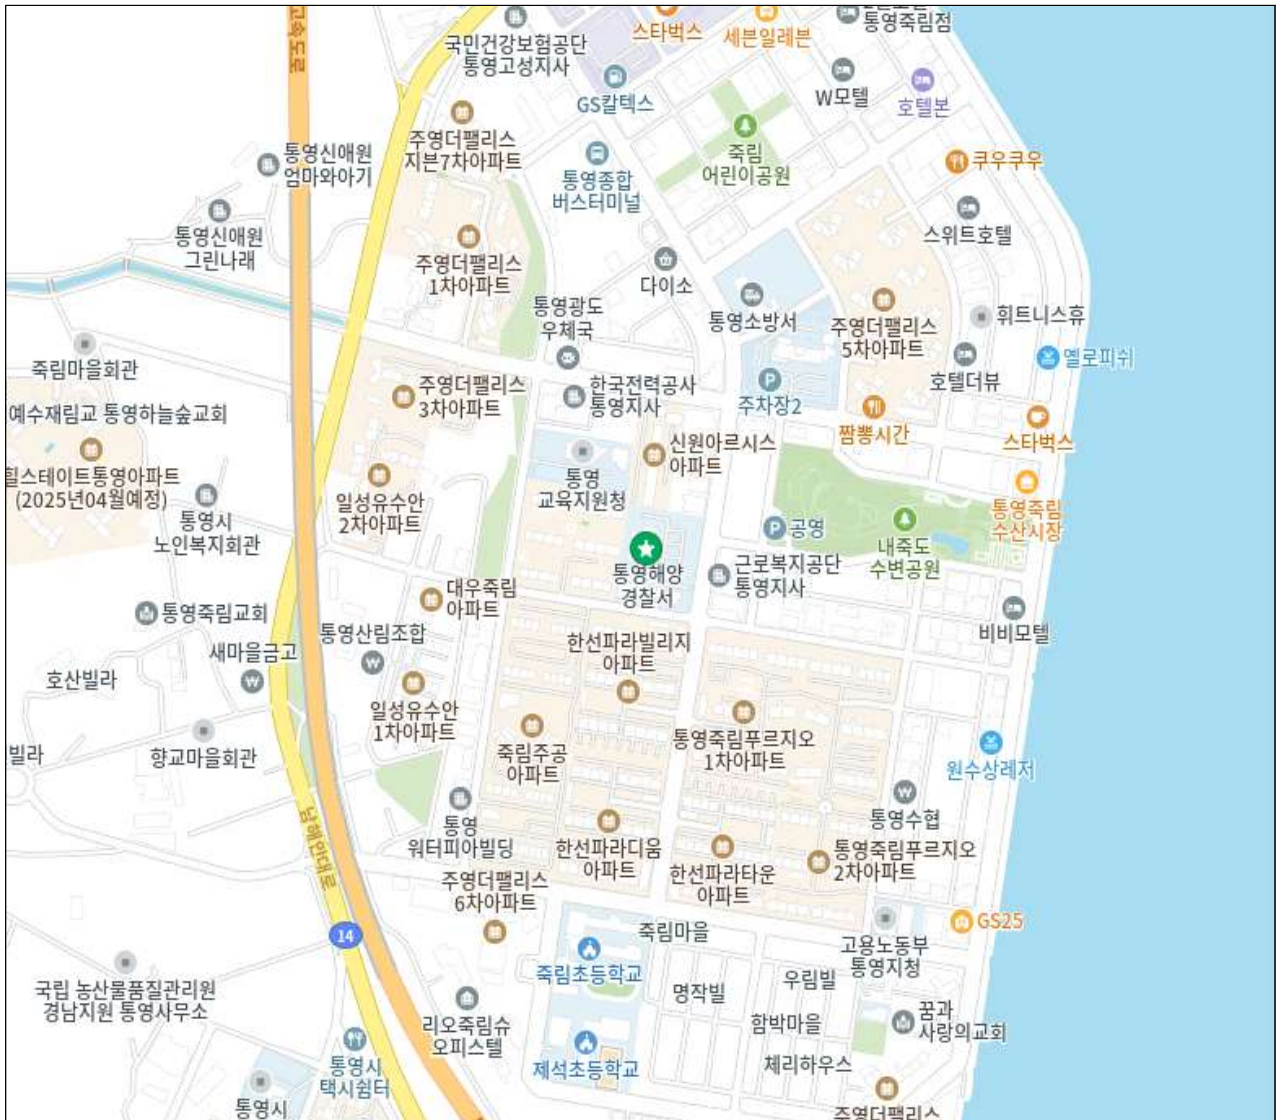 고속도로
국민건강보험공단
통영고성지사
스타벅스
세븐일레븐
통영죽림점
GS칼텍스
W모텔
호텔본
주영더팰리스
지븐7차아파트
통영신애원
엄마와아기
통영종합
버스터미널
죽림
어린이공원
쿠우쿠우
통영신애원
그린나래
주영더팰리스
1차아파트
다이소
스위트호텔
통영광도
우체국
통영소방서
주영더팰리스
5차아파트
휘트니스휴
죽림마을회관
호텔더뷰
옐로피쉬
주영더팰리스
3차아파트
한국전력공사
통영지사
주차장2
예수재림교 통영하늘숲교회
짬뽕시간
스타벅스
힐스테이트통영아파트
(2025년04월예정)
통영
교육지원청
신원아르시스
아파트
일성유수안
2차아파트
통영시
노인복지회관
공영
내죽도
수변공원
통영죽림
수산시장
통영해양
경찰서
근로복지공단
통영지사
대우죽림
아파트
통영죽림교회
통영산림조합
비비모텔
새마을금고
한선파라빌리지
아파트
호산빌라
일성유수안
1차아파트
빌라
향교마을회관
죽림주공
아파트
통영죽림푸르지오
1차아파트
원수상레저
남해안대로
통영
워터피아빌딩
한선파라디움
아파트
통영수협
한선파라타운
아파트
통영죽림푸르지오
2차아파트
주영더팰리스
6차아파트
14
죽림마을
고용노동부
통영지청
GS25
죽림초등학교
우림빌
명작빌
국립 농산물품질관리원
경남지원 통영사무소
리오죽림슈
오피스텔
함박마을
꿈과
사랑의교회
통영시
택시쉼터
제석초등학교
체리하우스
통영시
주영더팰리스